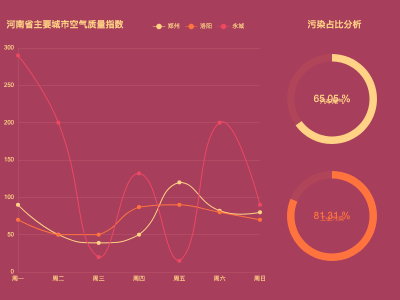 河南省主要城市空气质量指数
郑州 洛阳 永城
污染占比分析
300
250
200
150
100
50
0
周一 周二 周三 周四 周五 周六 周日
65.05 %
81.31 %